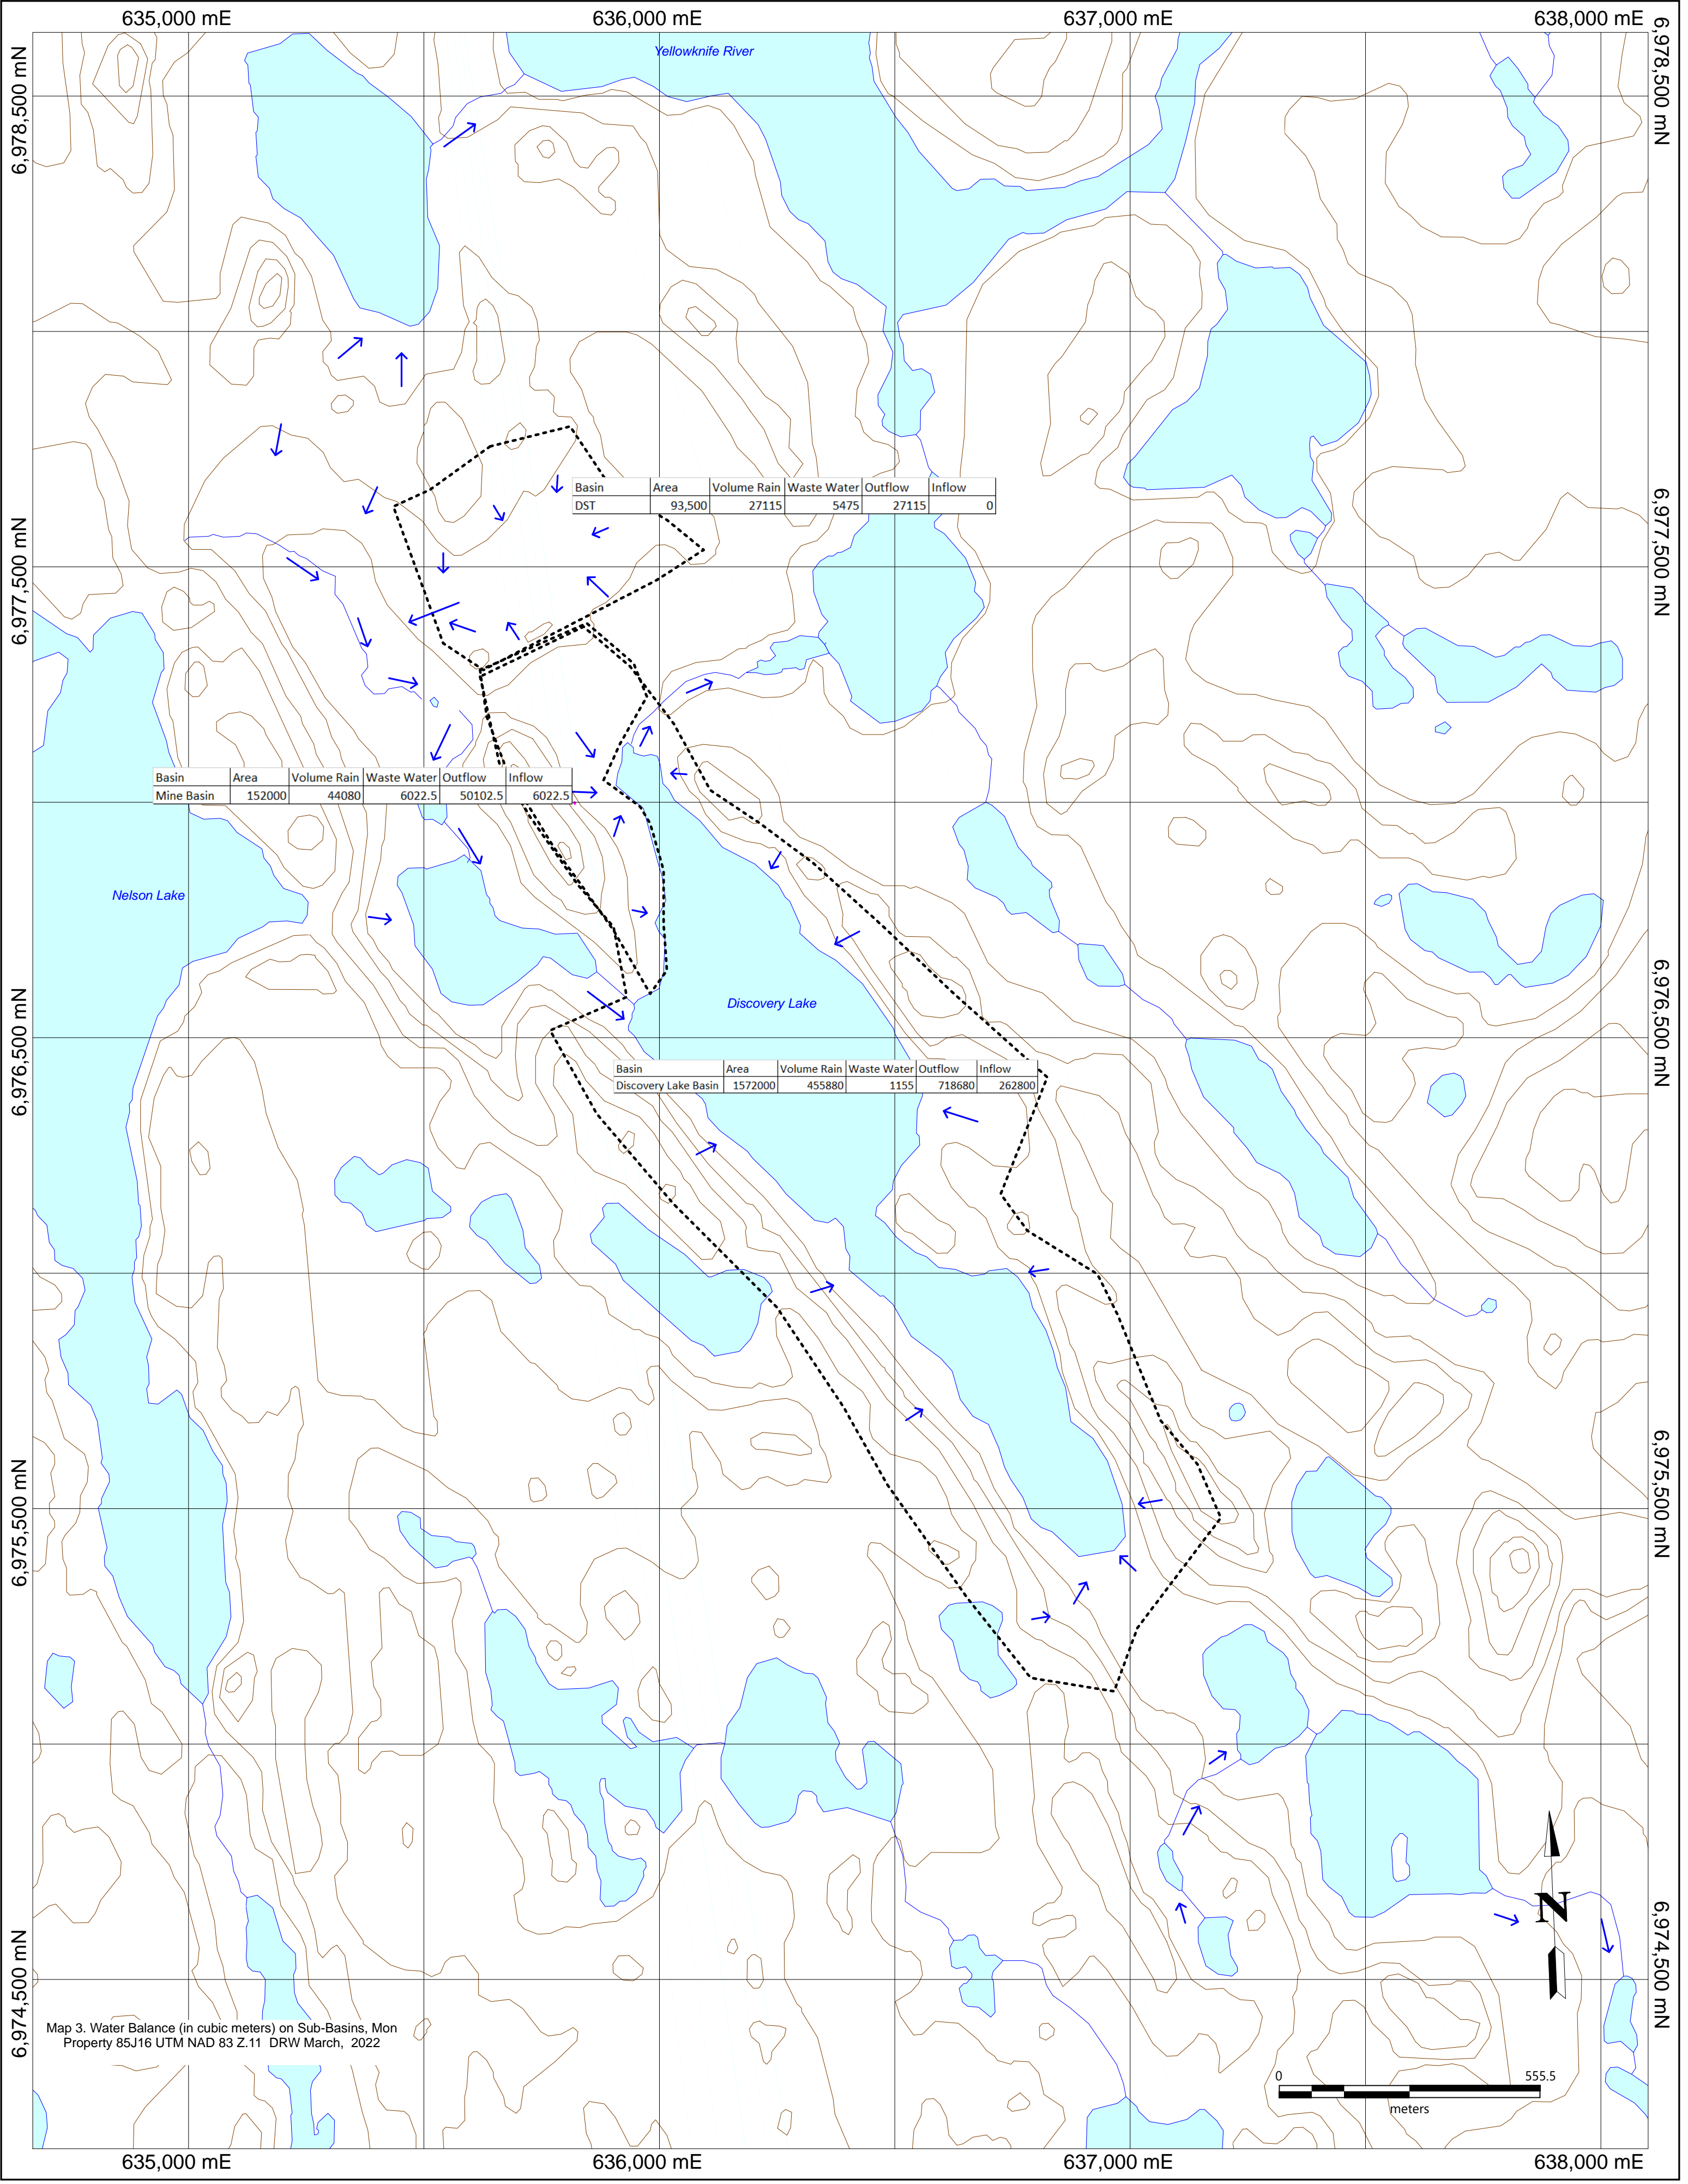 635,000 mE 636,000 mE 637,000 mE 638,000 mE
6,978,500 mN 6,978,500 mN
Yellowknife River
Basin Area Volume Rain Waste Water Outflow Inflow
DST 93,500 27115 5475 27115 0
6,977,500 mN 6,977,500 mN
Basin Area Volume Rain Waste Water Outflow Inflow
Mine Basin 152000 44080 6022.5 50102.5 6022.5
Nelson Lake
Discovery Lake
6,976,500 mN 6,976,500 mN
Basin Area Volume Rain Waste Water Outflow Inflow
Discovery Lake Basin 1572000 455880 1155 718680 262800
6,975,500 mN 6,975,500 mN
N
6,974,500 mN 6,974,500 mN
Map 3. Water Balance (in cubic meters) on Sub-Basins, Mon
Property 85J16 UTM NAD 83 Z.11 DRW March, 2022
0 555.5
meters
635,000 mE 636,000 mE 637,000 mE 638,000 mE